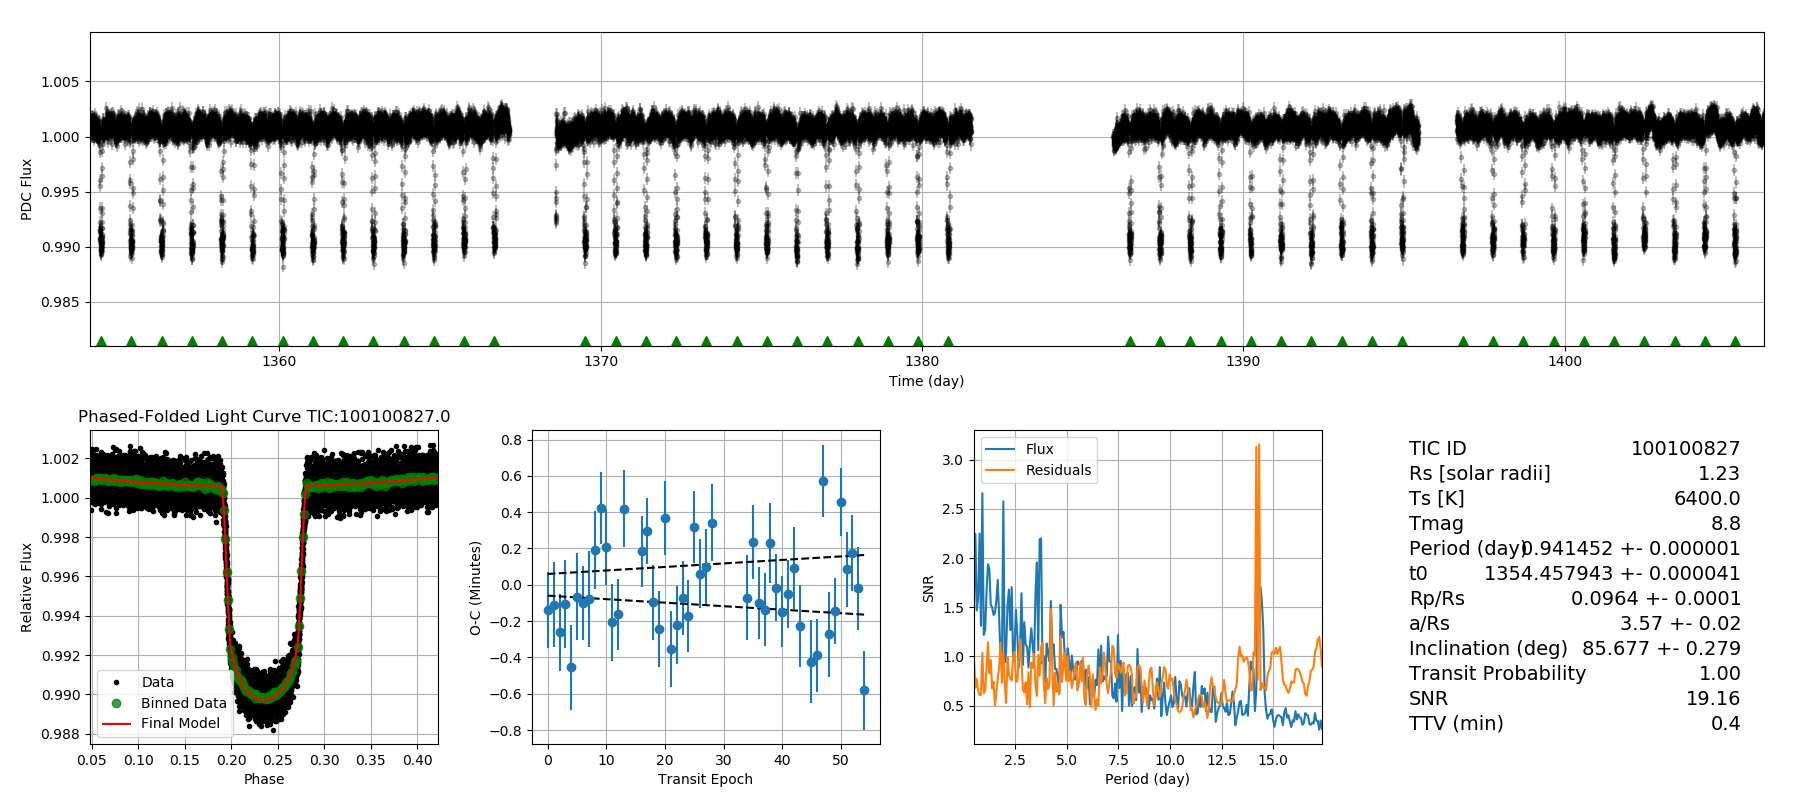 1.005
1.000
0.995
0.990
0.985
PDC Flux
1360
1370
1380
1390
1400
Time (day)
Phased-Folded Light Curve TIC:100100827.0
1.002
1.000
0.998
0.996
0.994
0.992
0.990
0.988
Relative Flux
Data
Binned Data
Final Model
0.05
0.10
0.15
0.20
0.25
0.30
0.35
0.40
Phase
0.8
0.6
0.4
0.2
0.0
−0.2
−0.4
−0.6
−0.8
O-C (Minutes)
0
10
20
30
40
50
Transit Epoch
3.0
2.5
2.0
1.5
1.0
0.5
SNR
Flux
Residuals
2.5
5.0
7.5
10.0
12.5
15.0
Period (day)
TIC ID 100100827
Rs [solar radii] 1.23
Ts [K] 6400.0
Tmag 8.8
Period (day) 0.941452 +- 0.000001
t0 1354.457943 +- 0.000041
Rp/Rs 0.0964 +- 0.0001
a/Rs 3.57 +- 0.02
Inclination (deg) 85.677 +- 0.279
Transit Probability 1.00
SNR 19.16
TTV (min) 0.4